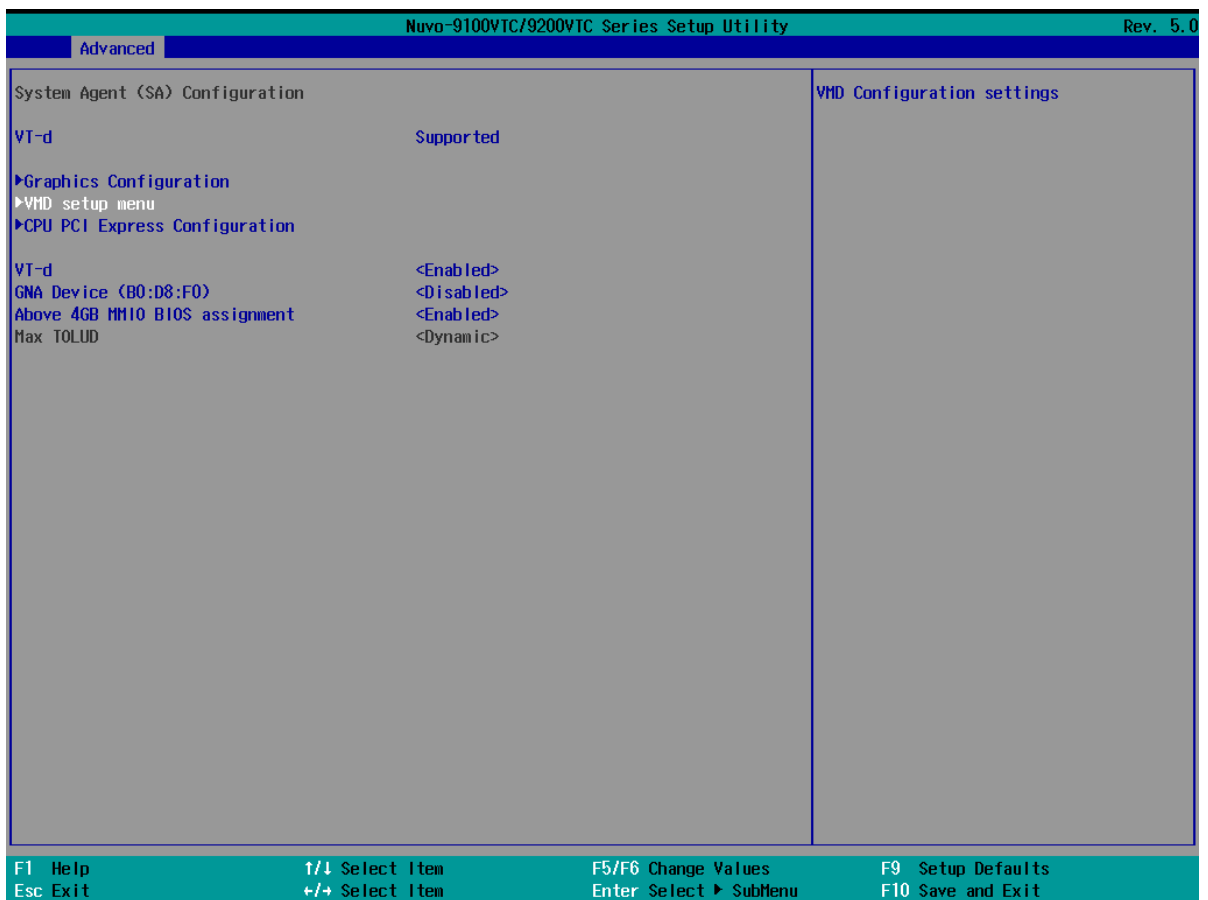 Nuvo-9100VTC/9200VTC Series Setup Utility Rev. 5.0
Advanced
System Agent (SA) Configuration
VMD Configuration settings
VT-d Supported
▶Graphics Configuration
▶VMD setup menu
▶CPU PCI Express Configuration
VT-d <Enabled>
GNA Device (B0:D8:F0) <Disabled>
Above 4GB MMIO BIOS assignment <Enabled>
Max TOLUD <Dynamic>
F1 Help ↑/↓ Select Item F5/F6 Change Values F9 Setup Defaults
Esc Exit ←/→ Select Item Enter Select ▶ SubMenu F10 Save and Exit